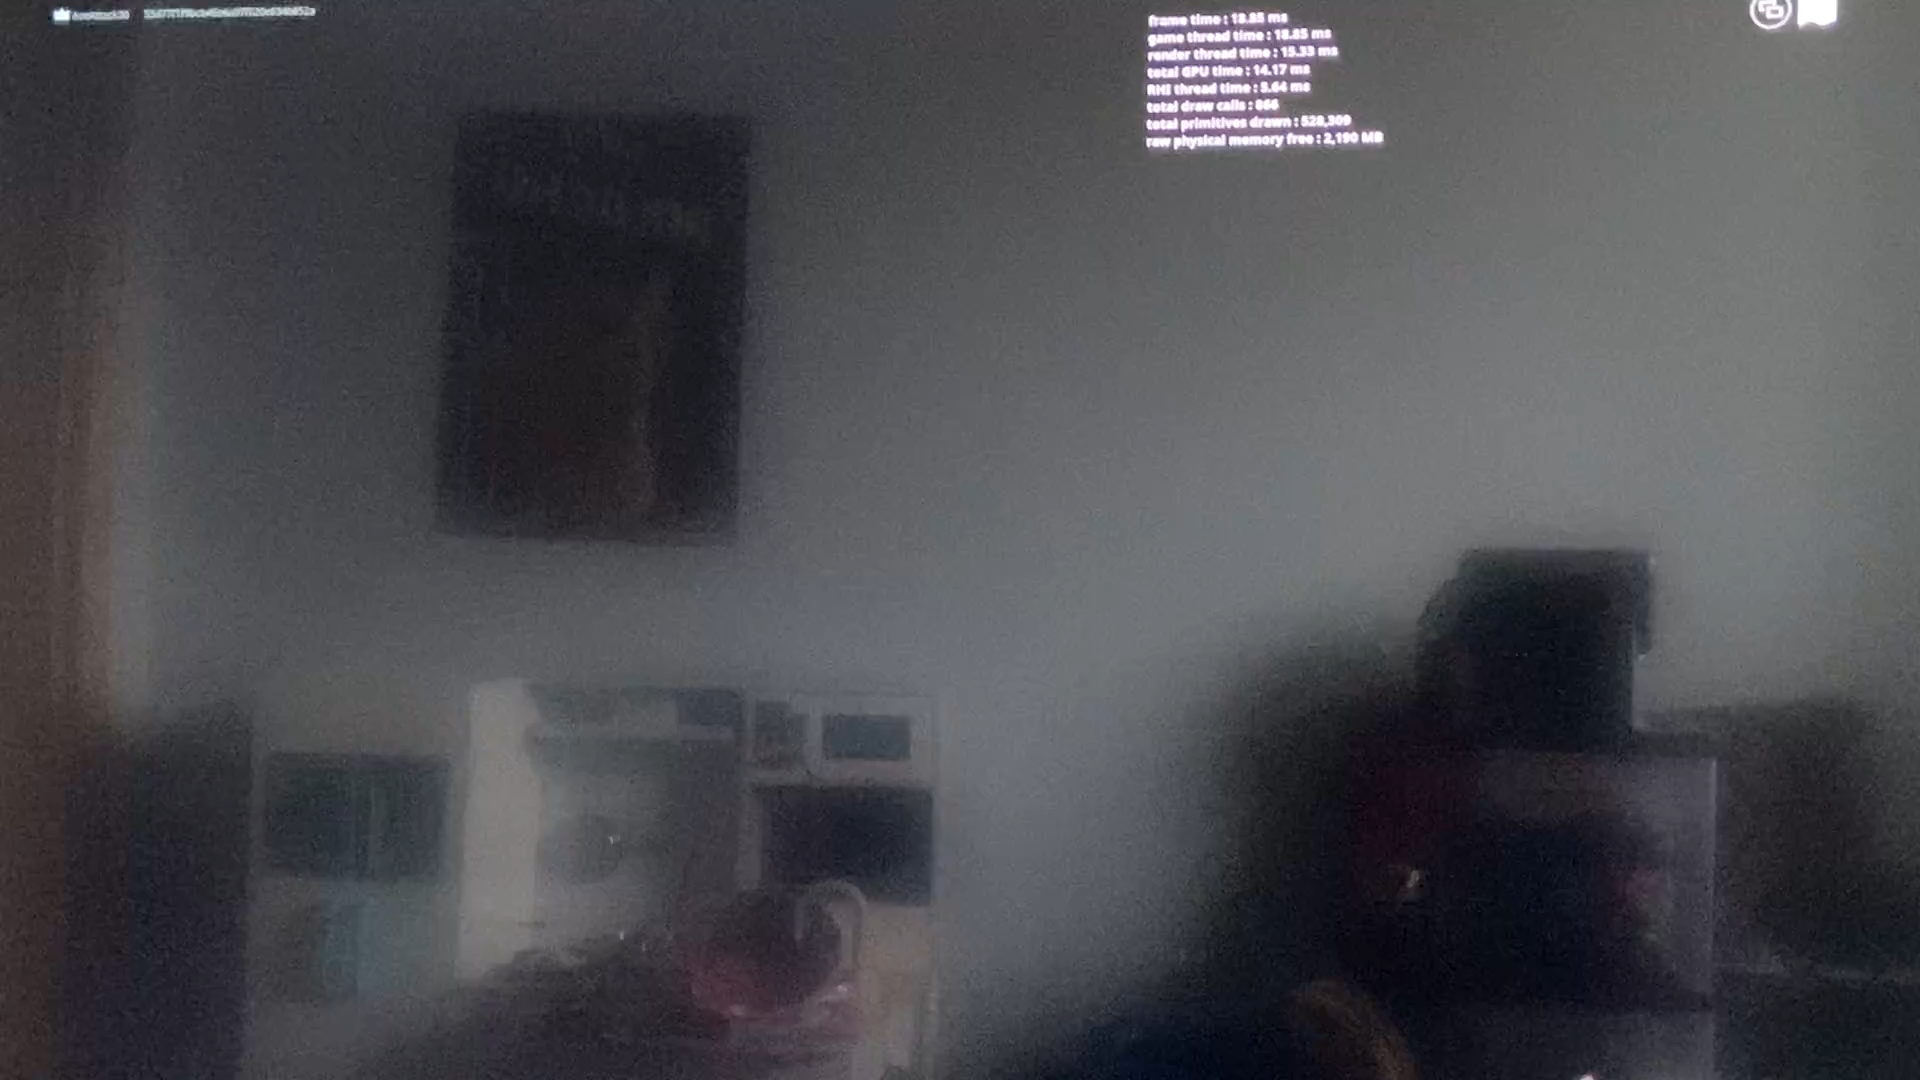 frame time : 18.85 ms
game thread time : 18.85 ms
render thread time : 15.33 ms
total GPU time : 14.17 ms
RHI thread time : 5.64 ms
total draw calls : 866
total primitives drawn : 528,309
raw physical memory free : 2,190 MB